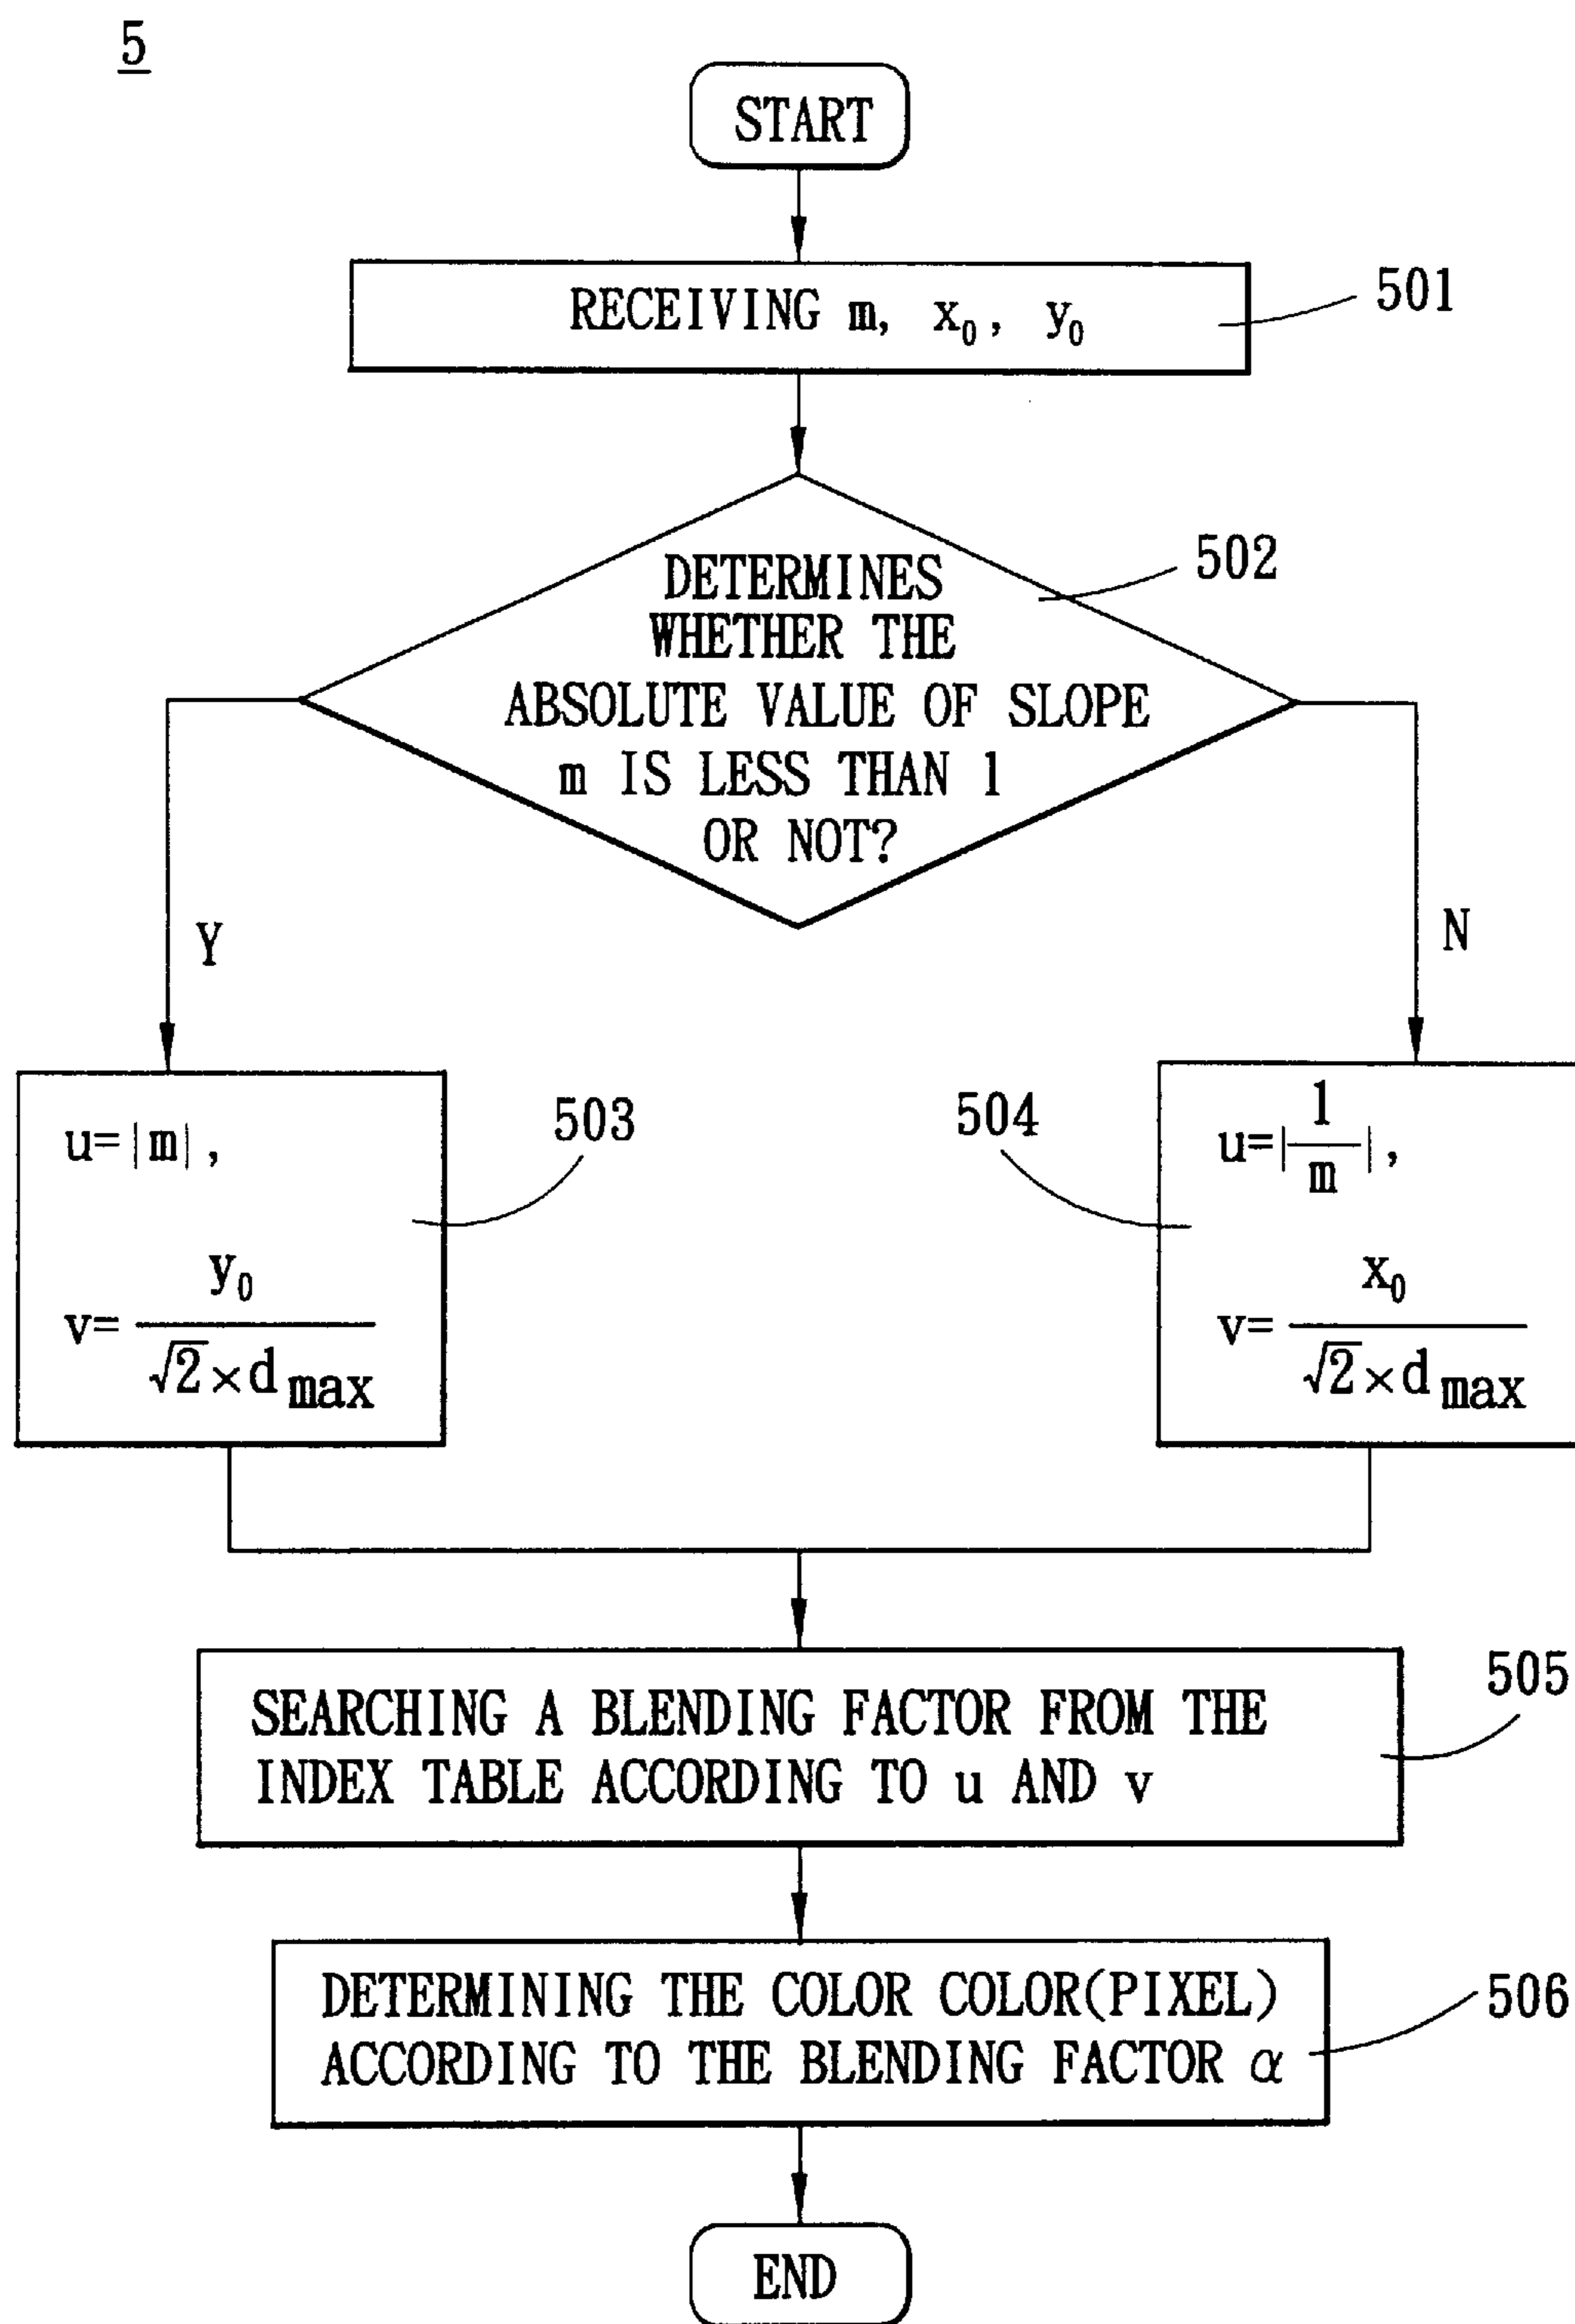 5
START
RECEIVING m, x₀, y₀
501
DETERMINES
WHETHER THE
ABSOLUTE VALUE OF SLOPE
m IS LESS THAN 1
OR NOT?
502
Y
N
u=|m|,
v= y₀ / √2×d max
503
504
u=|1/m|,
v= x₀ / √2×d max
SEARCHING A BLENDING FACTOR FROM THE
INDEX TABLE ACCORDING TO u AND v
505
DETERMINING THE COLOR COLOR(PIXEL)
ACCORDING TO THE BLENDING FACTOR α
506
END